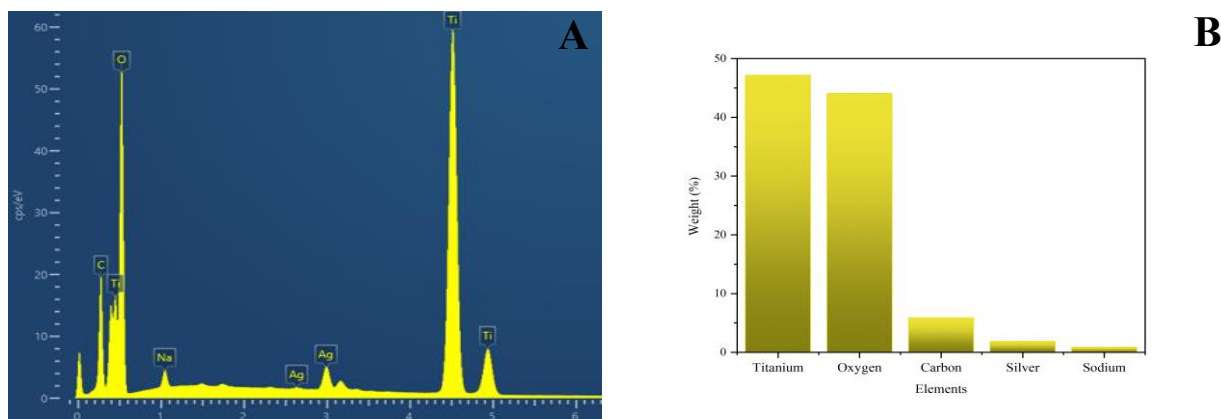 A
60
50
40
30
20
10
0
cps/eV
C
Ti
O
Na
Ag
Ag
Ti
Ti
0 1 2 3 4 5 6
B
50
40
30
20
10
0
Weight (%)
Titanium Oxygen Carbon Silver Sodium
Elements